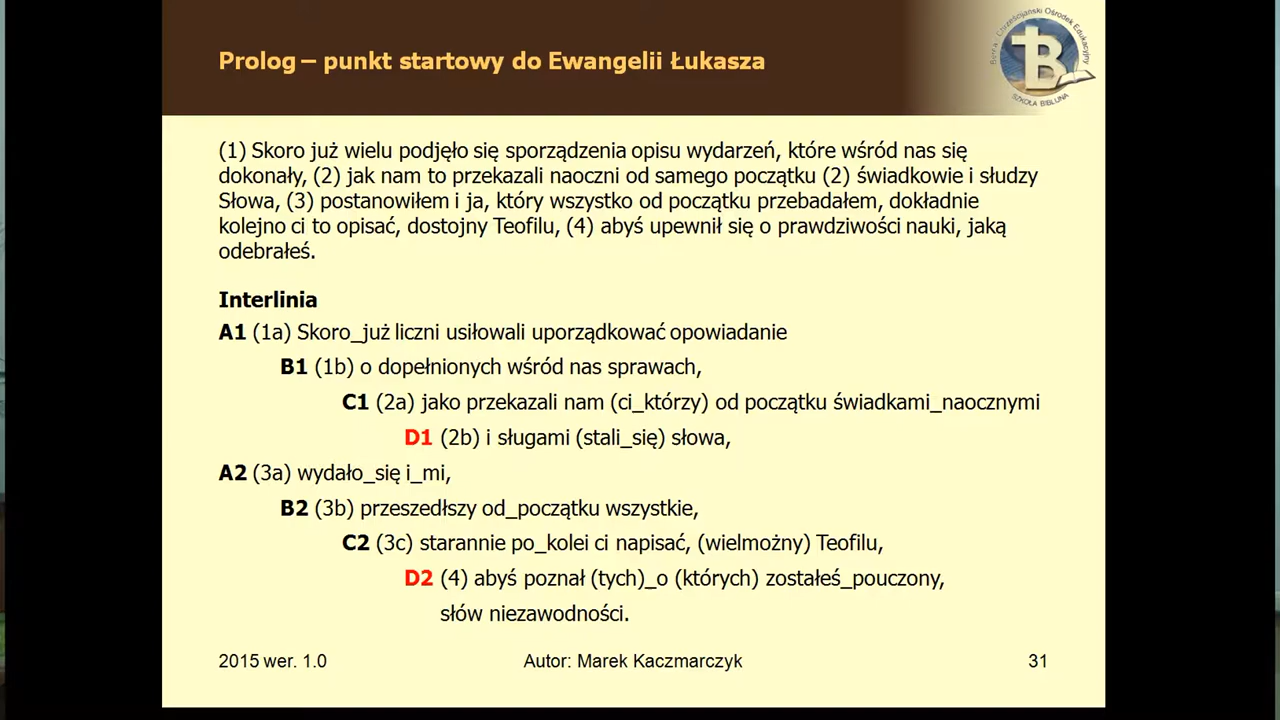 Prolog – punkt startowy do Ewangelii Łukasza
Chrześcijański Ośrodek Edukacyjny
SZKOŁA BIBLIJNA
(1) Skoro już wielu podjęło się sporządzenia opisu wydarzeń, które wśród nas się
dokonały, (2) jak nam to przekazali naoczni od samego początku (2) świadkowie i słudzy
Słowa, (3) postanowiłem i ja, który wszystko od początku przebadałem, dokładnie
kolejno ci to opisać, dostojny Teofilu, (4) abyś upewnił się o prawdziwości nauki, jaką
odebrałeś.
Interlinia
A1 (1a) Skoro_już liczni usiłowali uporządkować opowiadanie
B1 (1b) o dopełnionych wśród nas sprawach,
C1 (2a) jako przekazali nam (ci_którzy) od początku świadkami_naocznymi
D1 (2b) i sługami (stali_się) słowa,
A2 (3a) wydało_się i_mi,
B2 (3b) przeszedłszy od_początku wszystkie,
C2 (3c) starannie po_kolei ci napisać, (wielmożny) Teofilu,
D2 (4) abyś poznał (tych)_o (których) zostałeś_pouczony,
słów niezawodności.
2015 wer. 1.0
Autor: Marek Kaczmarczyk
31